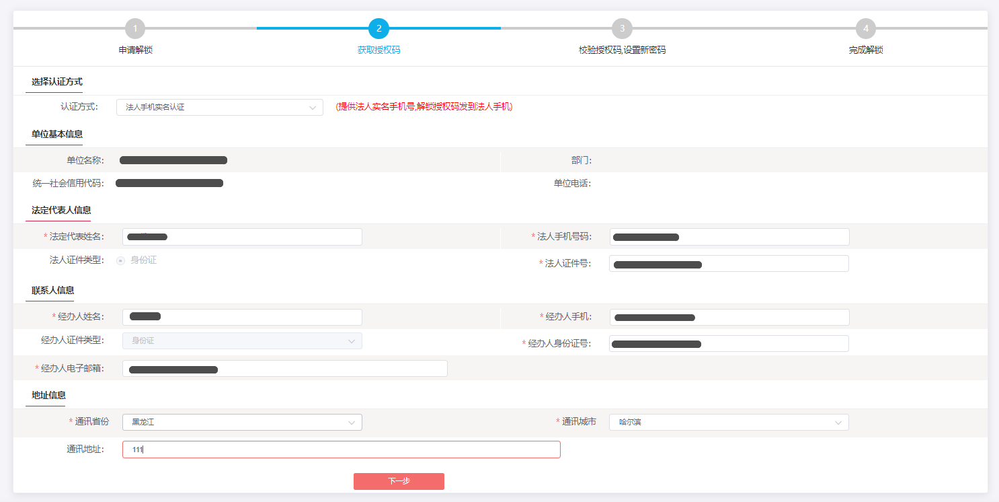 1
2
3
4
申请解锁
获取授权码
校验授权码,设置新密码
完成解锁
选择认证方式
认证方式: 法人手机实名认证 (提供法人实名手机号,解锁授权码发到法人手机)
单位基本信息
单位名称: 部门:
统一社会信用代码: 单位电话:
法定代表人信息
* 法定代表姓名: * 法人手机号码:
法人证件类型: 身份证 * 法人证件号:
联系人信息
* 经办人姓名: * 经办人手机:
经办人证件类型: 身份证 * 经办人身份证号:
* 经办人电子邮箱:
地址信息
* 通讯省份 黑龙江 * 通讯城市 哈尔滨
通讯地址: 111
下一步